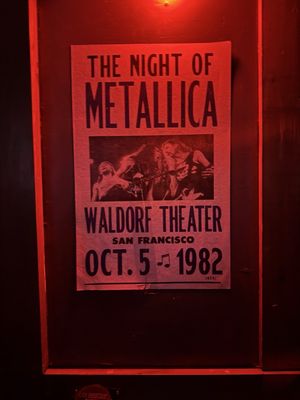 THE NIGHT OF
METALLICA
WALDORF THEATER
SAN FRANCISCO
OCT. 5 ♫ 1982